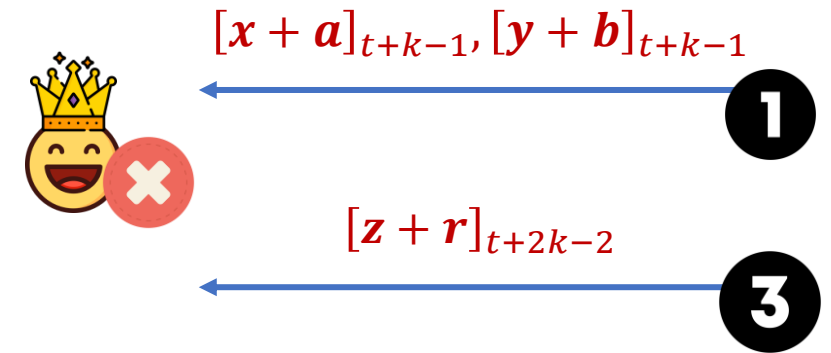 [x + a]_{t+k−1}, [y + b]_{t+k−1}
1
[z + r]_{t+2k−2}
3